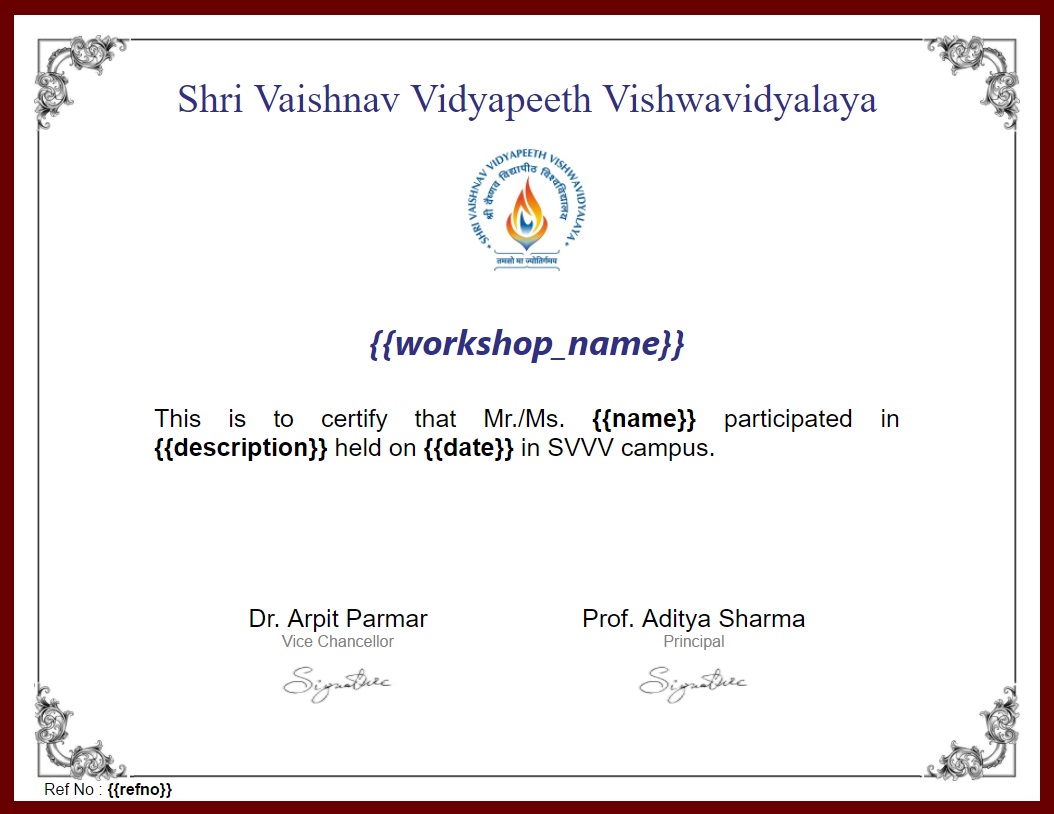 Shri Vaishnav Vidyapeeth Vishwavidyalaya
SHRI VAISHNAV VIDYAPEETH VISHWAVIDYALAYA
श्री वैष्णव विद्यापीठ विश्वविद्यालय
तमसो मा ज्योतिर्गमय
{{workshop_name}}
This is to certify that Mr./Ms. {{name}} participated in
{{description}} held on {{date}} in SVVV campus.
Dr. Arpit Parmar
Vice Chancellor
Signature
Prof. Aditya Sharma
Principal
Signature
Ref No : {{refno}}